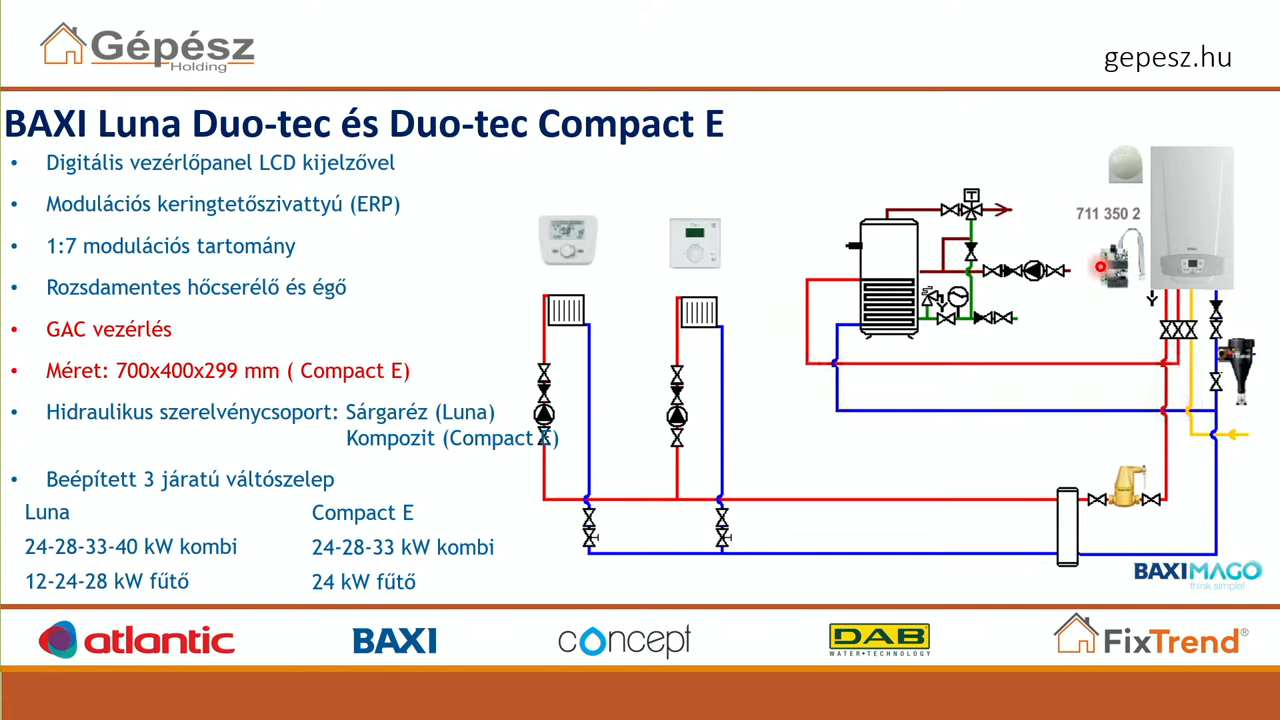 Gépész
Holding
gepesz.hu
BAXI Luna Duo-tec és Duo-tec Compact E
• Digitális vezérlőpanel LCD kijelzővel
• Modulációs keringtetőszivattyú (ERP)
• 1:7 modulációs tartomány
• Rozsdamentes hőcserélő és égő
• GAC vezérlés
• Méret: 700x400x299 mm ( Compact E)
• Hidraulikus szerelvénycsoport: Sárgaréz (Luna)
Kompozit (Compact E)
• Beépített 3 járatú váltószelep
Luna
24-28-33-40 kW kombi
12-24-28 kW fűtő
Compact E
24-28-33 kW kombi
24 kW fűtő
T
711 350 2
BAXIMAGO
think simple!
atlantic
BAXI
concept
DAB
WATER•TECHNOLOGY
FixTrend®